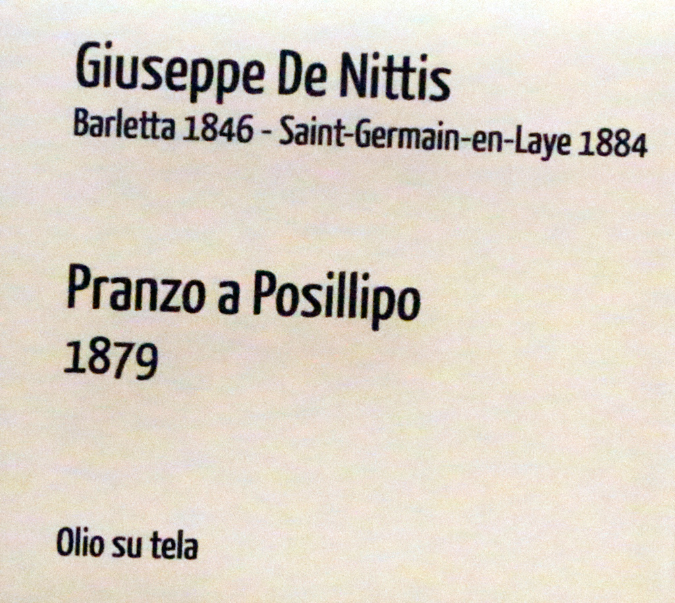 Giuseppe De Nittis
Barletta 1846 - Saint-Germain-en-Laye 1884
Pranzo a Posillipo
1879
Olio su tela